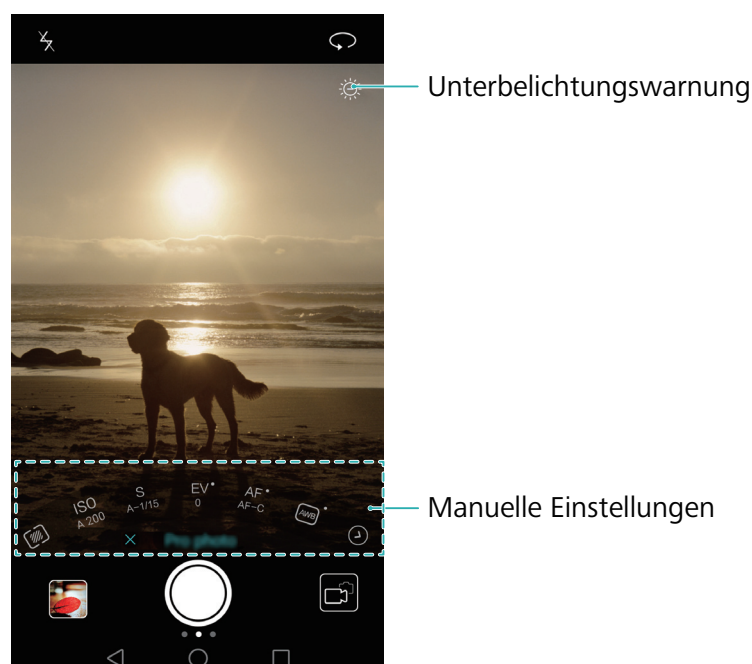 Unterbelichtungswarnung
ISO
A 200
S
A~1/15
EV
0
AF
AF-C
AWB
Pro photo
Manuelle Einstellungen